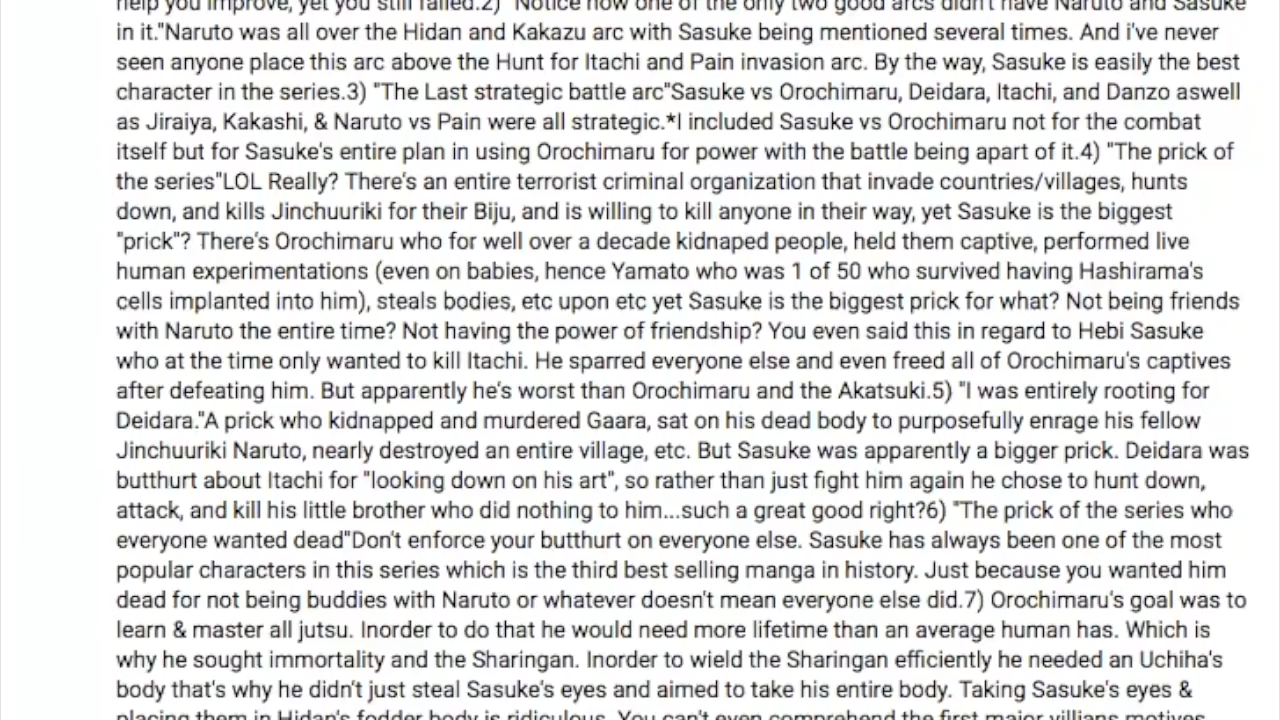 help you improve, yet you still failed.2) "Notice how one of the only two good arcs didn't have Naruto and Sasuke
in it."Naruto was all over the Hidan and Kakazu arc with Sasuke being mentioned several times. And i've never
seen anyone place this arc above the Hunt for Itachi and Pain invasion arc. By the way, Sasuke is easily the best
character in the series.3) "The Last strategic battle arc"Sasuke vs Orochimaru, Deidara, Itachi, and Danzo aswell
as Jiraiya, Kakashi, & Naruto vs Pain were all strategic.*I included Sasuke vs Orochimaru not for the combat
itself but for Sasuke's entire plan in using Orochimaru for power with the battle being apart of it.4) "The prick of
the series"LOL Really? There's an entire terrorist criminal organization that invade countries/villages, hunts
down, and kills Jinchuuriki for their Biju, and is willing to kill anyone in their way, yet Sasuke is the biggest
"prick"? There's Orochimaru who for well over a decade kidnaped people, held them captive, performed live
human experimentations (even on babies, hence Yamato who was 1 of 50 who survived having Hashirama's
cells implanted into him), steals bodies, etc upon etc yet Sasuke is the biggest prick for what? Not being friends
with Naruto the entire time? Not having the power of friendship? You even said this in regard to Hebi Sasuke
who at the time only wanted to kill Itachi. He sparred everyone else and even freed all of Orochimaru's captives
after defeating him. But apparently he's worst than Orochimaru and the Akatsuki.5) "I was entirely rooting for
Deidara."A prick who kidnapped and murdered Gaara, sat on his dead body to purposefully enrage his fellow
Jinchuuriki Naruto, nearly destroyed an entire village, etc. But Sasuke was apparently a bigger prick. Deidara was
butthurt about Itachi for "looking down on his art", so rather than just fight him again he chose to hunt down,
attack, and kill his little brother who did nothing to him...such a great good right?6) "The prick of the series who
everyone wanted dead"Don't enforce your butthurt on everyone else. Sasuke has always been one of the most
popular characters in this series which is the third best selling manga in history. Just because you wanted him
dead for not being buddies with Naruto or whatever doesn't mean everyone else did.7) Orochimaru's goal was to
learn & master all jutsu. Inorder to do that he would need more lifetime than an average human has. Which is
why he sought immortality and the Sharingan. Inorder to wield the Sharingan efficiently he needed an Uchiha's
body that's why he didn't just steal Sasuke's eyes and aimed to take his entire body. Taking Sasuke's eyes &
placing them in Hidan's fodder body is ridiculous. You can't even comprehend the first major villians motives